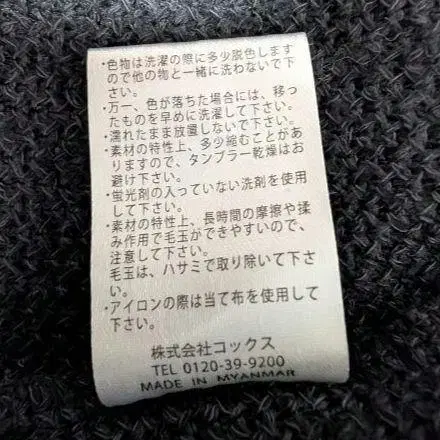 ・色物は洗濯の際に多少脱色します
ので他の物と一緒に洗わないで下
さい。
・万一、色が落ちた場合には、移っ
たものを早めに洗濯して下さい。
・濡れたまま放置しないで下さい。
・素材の特性上、多少縮むことがあ
りますので、タンブラー乾燥はお
避け下さい。
・蛍光剤の入っていない洗剤を使用
して下さい。
・素材の特性上、長時間の摩擦や揉
み作用で毛玉ができやすいので、
注意して下さい。
毛玉は、ハサミで取り除いて下さ
い。
・アイロンの際は当て布を使用して
下さい。
株式会社コックス
TEL 0120-39-9200
MADE IN MYANMAR